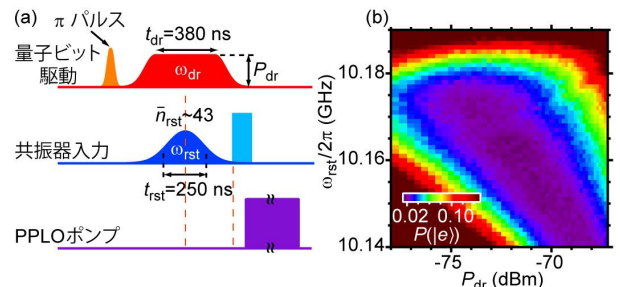 (a)
π パルス
t_dr=380 ns
量子ビット
駆動
ω_dr
P_dr
n̄_rst~43
共振器入力
ω_rst
t_rst=250 ns
PPLOポンプ
(b)
ω_rst/2π (GHz)
10.18
10.16
10.14
0.02 0.10
P(|e⟩)
-75 -70
P_dr (dBm)